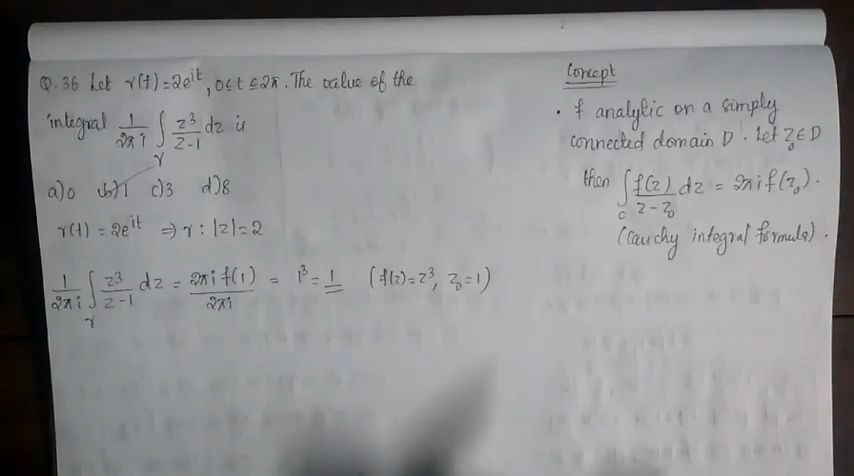 Q.36 Let γ(t)=2e^{it}, 0≤t≤2π. The value of the
integral 1/2πi ∫_γ z³/z-1 dz is
a)0 b)1 c)3 d)8
γ(t)=2e^{it} ⇒ γ: |z|=2
1/2πi ∫_γ z³/z-1 dz = 2πi f(1)/2πi = 1³ = 1 (f(z)=z³, z₀=1)
Concept
• f analytic on a simply
connected domain D. Let z₀∈D
then ∫_c f(z)/z-z₀ dz = 2πi f(z₀).
(Cauchy integral formula).